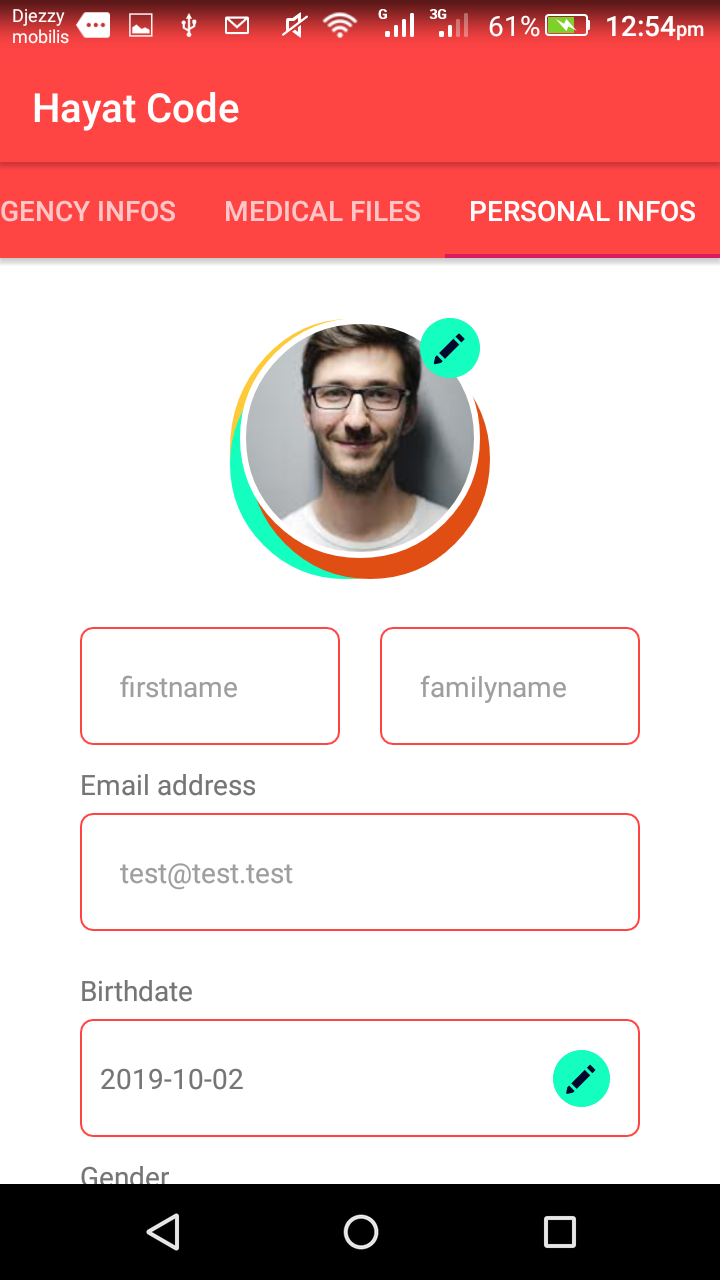 Djezzy
mobilis
G
3G
61%
12:54pm
Hayat Code
GENCY INFOS
MEDICAL FILES
PERSONAL INFOS
firstname
familyname
Email address
test@test.test
Birthdate
2019-10-02
Gender